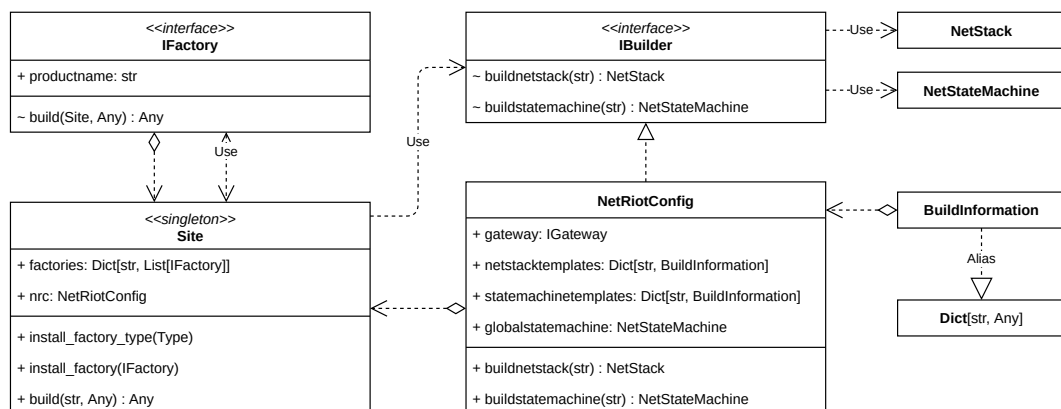 <<interface>>
IFactory
+ productname: str
~ build(Site, Any) : Any
Use
<<singleton>>
Site
+ factories: Dict[str, List[IFactory]]
+ nrc: NetRiotConfig
+ install_factory_type(Type)
+ install_factory(IFactory)
+ build(str, Any) : Any
Use
<<interface>>
IBuilder
~ buildnetstack(str) : NetStack
~ buildstatemachine(str) : NetStateMachine
Use
NetStack
Use
NetStateMachine
NetRiotConfig
+ gateway: IGateway
+ netstacktemplates: Dict[str, BuildInformation]
+ statemachinetemplates: Dict[str, BuildInformation]
+ globalstatemachine: NetStateMachine
+ buildnetstack(str) : NetStack
+ buildstatemachine(str) : NetStateMachine
BuildInformation
Alias
Dict[str, Any]